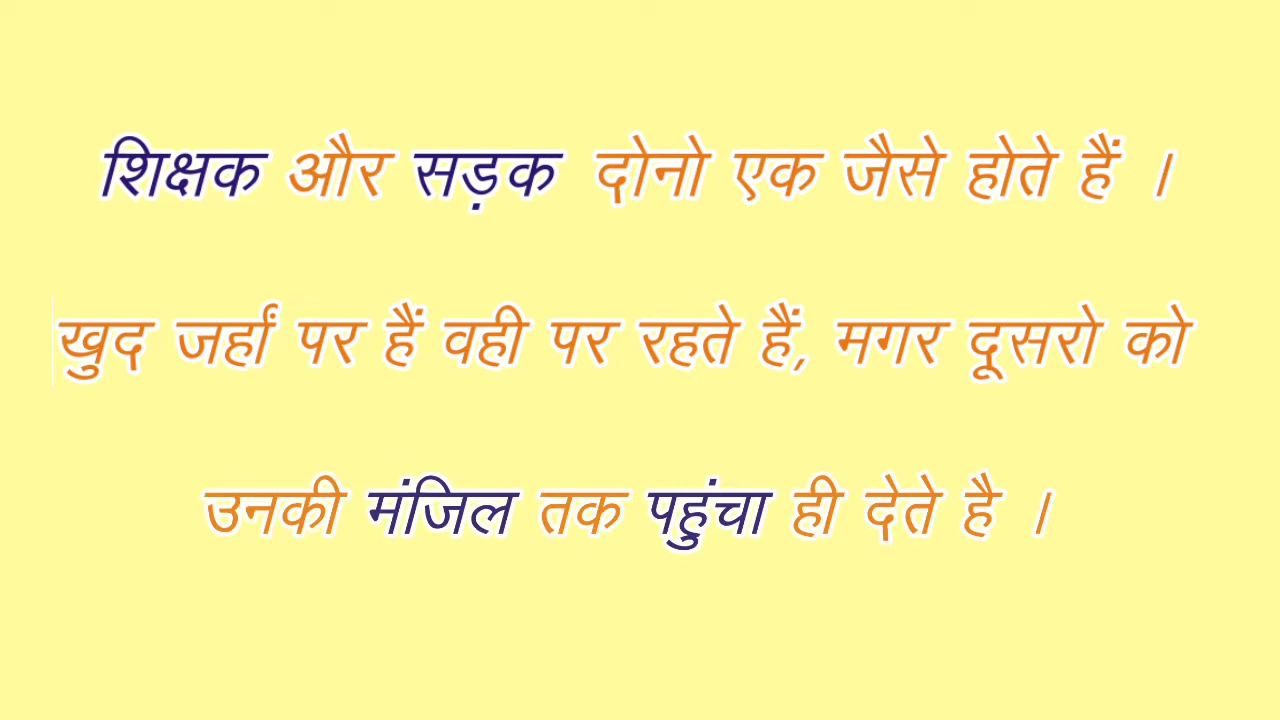 शिक्षक और सड़क दोनो एक जैसे होते हैं ।
खुद जहां पर हैं वही पर रहते हैं, मगर दूसरो को
उनकी मंजिल तक पहुंचा ही देते है ।